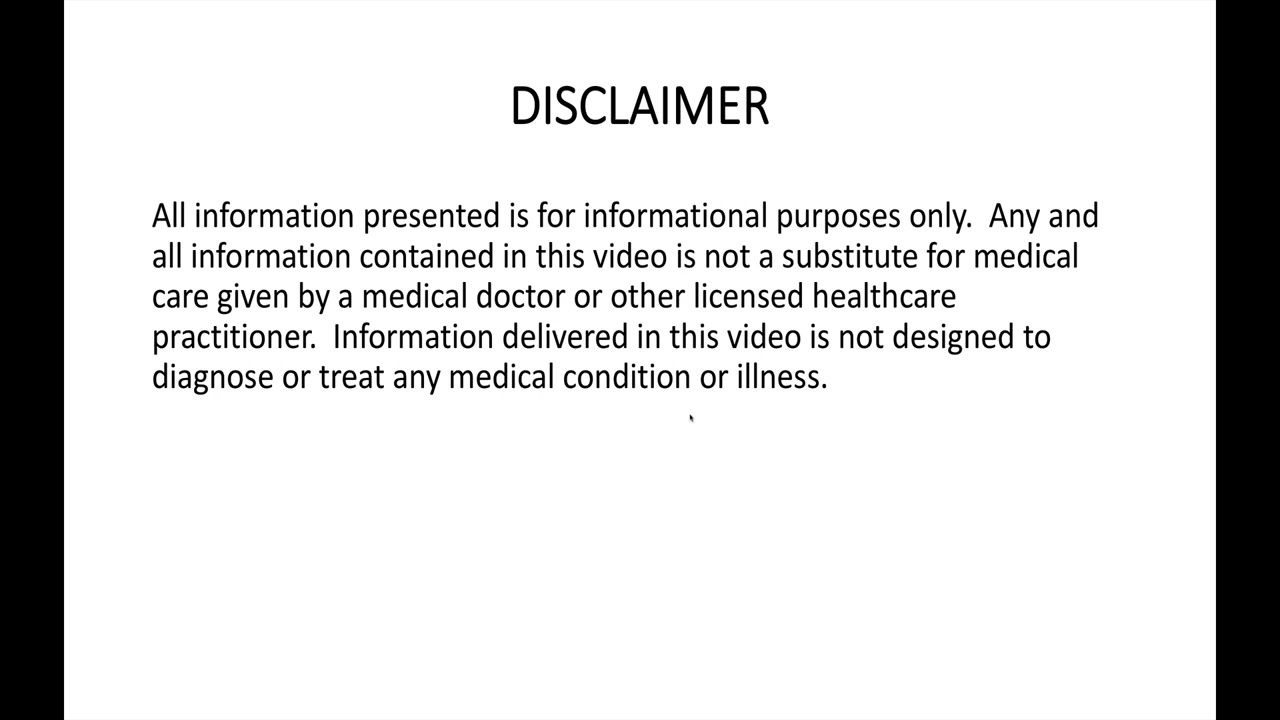 DISCLAIMER
All information presented is for informational purposes only.  Any and
all information contained in this video is not a substitute for medical
care given by a medical doctor or other licensed healthcare
practitioner.  Information delivered in this video is not designed to
diagnose or treat any medical condition or illness.